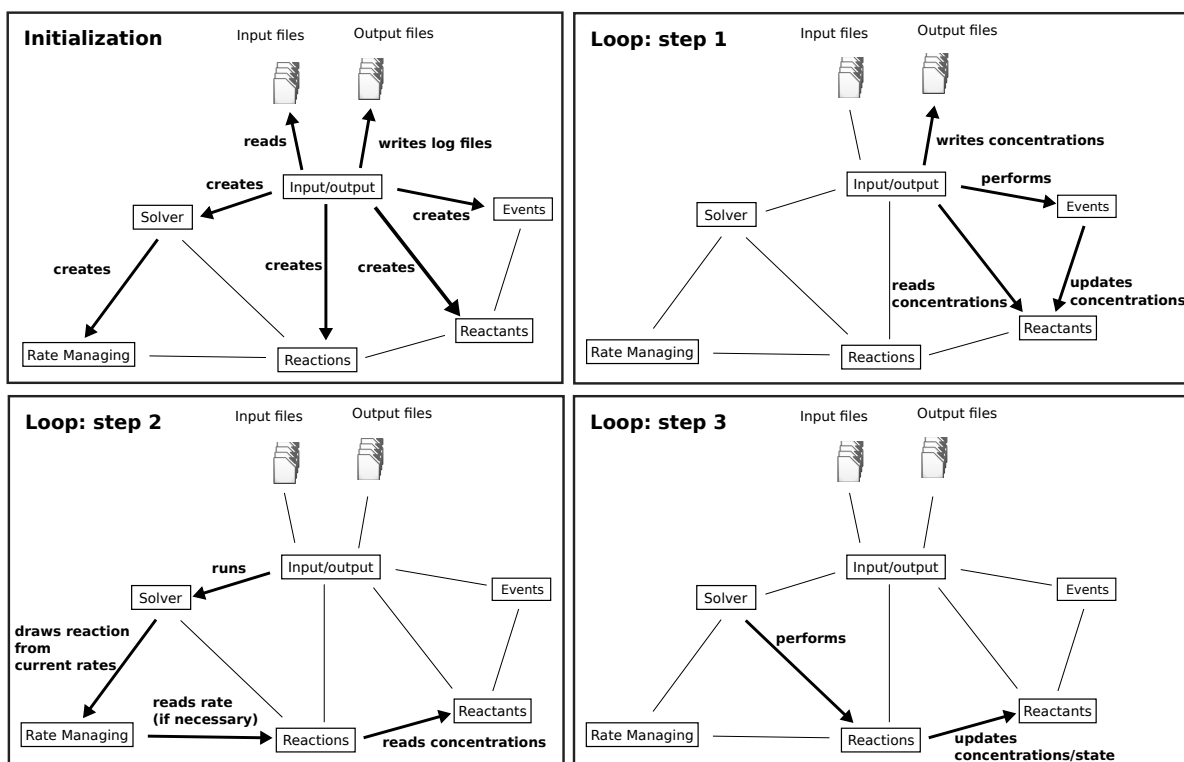 Initialization
Input files
Output files
reads
writes log files
creates
Input/output
Solver
creates
Events
creates
creates
creates
Rate Managing
Reactions
Reactants
Loop: step 1
Input files
Output files
writes concentrations
Input/output
performs
Solver
Events
reads
concentrations
updates
concentrations
Rate Managing
Reactions
Reactants
Loop: step 2
Input files
Output files
runs
Input/output
Solver
Events
draws reaction
from
current rates
reads rate
(if necessary)
Rate Managing
Reactions
Reactants
reads concentrations
Loop: step 3
Input files
Output files
Input/output
Solver
Events
performs
Rate Managing
Reactions
Reactants
updates
concentrations/state